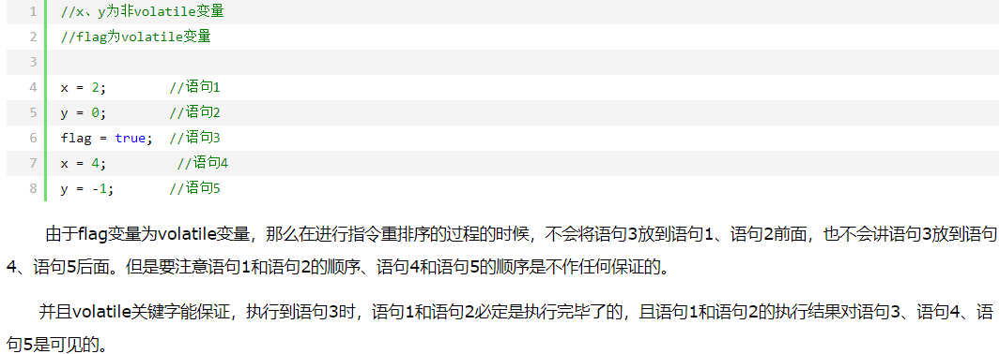 1 //x、y为非volatile变量
2 //flag为volatile变量
3
4 x = 2; //语句1
5 y = 0; //语句2
6 flag = true; //语句3
7 x = 4; //语句4
8 y = -1; //语句5
由于flag变量为volatile变量，那么在进行指令重排序的过程的时候，不会将语句3放到语句1、语句2前面，也不会讲语句3放到语句
4、语句5后面。但是要注意语句1和语句2的顺序、语句4和语句5的顺序是不作任何保证的。
并且volatile关键字能保证，执行到语句3时，语句1和语句2必定是执行完毕了的，且语句1和语句2的执行结果对语句3、语句4、语
句5是可见的。